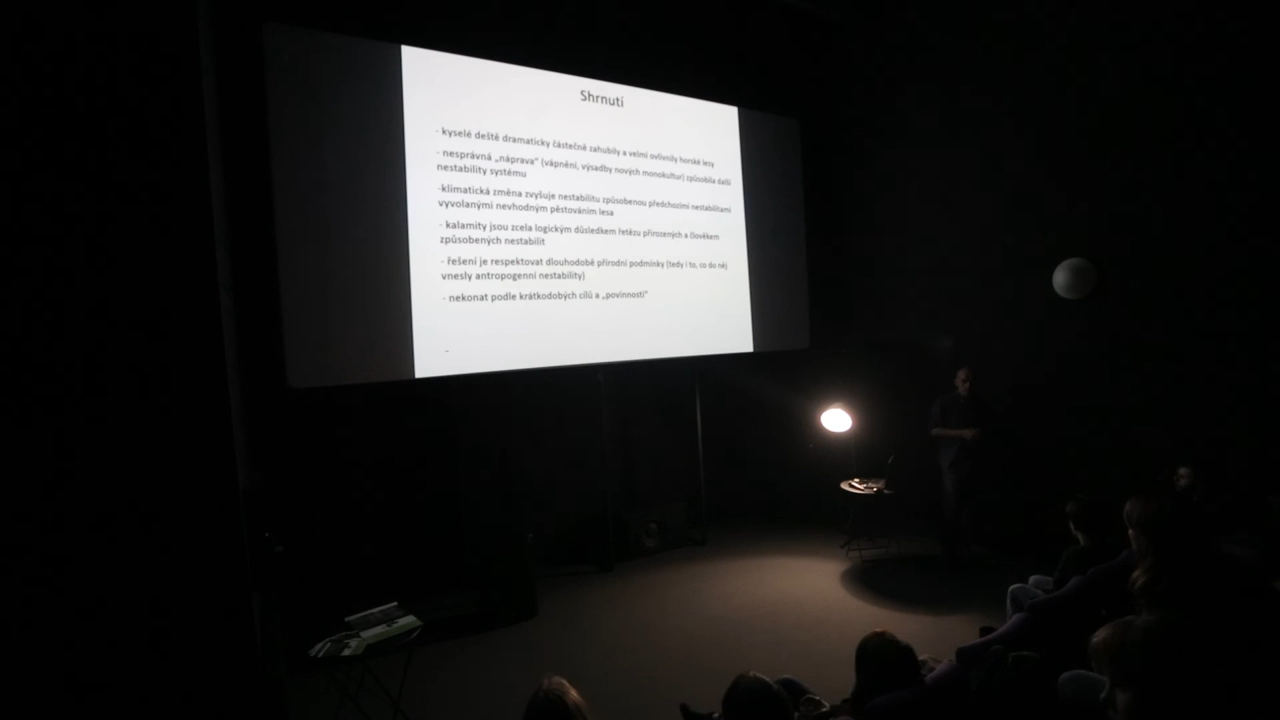 Shrnutí
- kyselé deště dramaticky částečně zahubily a velmi ovlivnily horské lesy
- nesprávná „náprava“ (vápnění, výsadby nových monokultur) způsobila další
nestability systému
-klimatická změna zvyšuje nestabilitu způsobenou předchozími nestabilitami
vyvolanými nevhodným pěstováním lesa
- kalamity jsou zcela logickým důsledkem řetězu přirozených a člověkem
způsobených nestabilit
- řešení je respektovat dlouhodobě přírodní podmínky (tedy i to, co do něj
vnesly antropogenní nestability)
- nekonat podle krátkodobých cílů a „povinností“